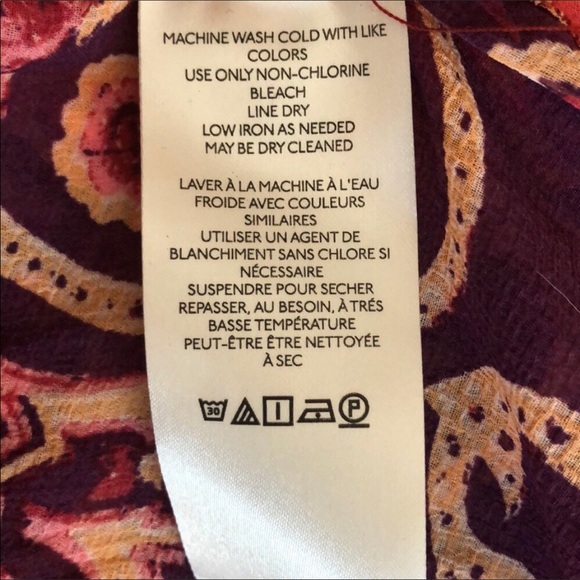 MACHINE WASH COLD WITH LIKE
COLORS
USE ONLY NON-CHLORINE
BLEACH
LINE DRY
LOW IRON AS NEEDED
MAY BE DRY CLEANED
LAVER À LA MACHINE À L'EAU
FROIDE AVEC COULEURS
SIMILAIRES
UTILISER UN AGENT DE
BLANCHIMENT SANS CHLORE SI
NÉCESSAIRE
SUSPENDRE POUR SECHER
REPASSER, AU BESOIN, À TRÉS
BASSE TEMPÉRATURE
PEUT-ÊTRE ÊTRE NETTOYÉE
À SEC
30 P